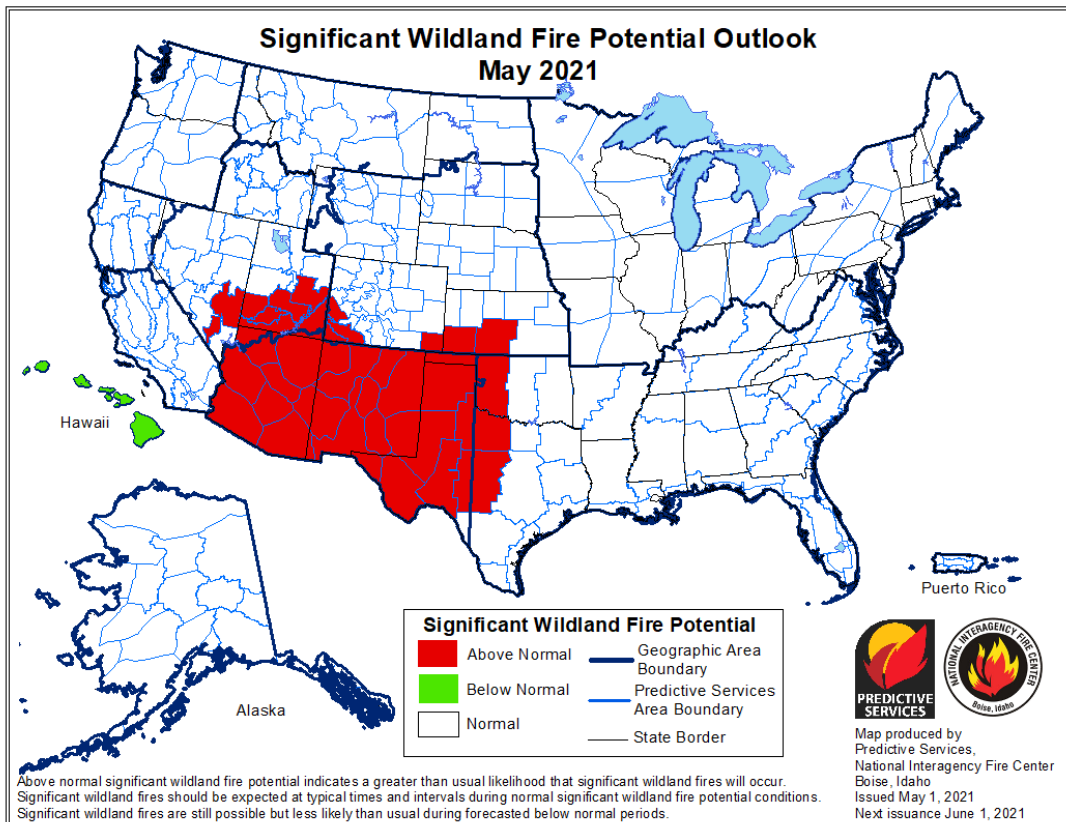 Significant Wildland Fire Potential Outlook
May 2021
Hawaii
Alaska
Puerto Rico
Significant Wildland Fire Potential
Above Normal
Below Normal
Normal
Geographic Area
Boundary
Predictive Services
Area Boundary
State Border
PREDICTIVE
SERVICES
NATIONAL INTERAGENCY FIRE CENTER
Boise, Idaho
Map produced by
Predictive Services,
National Interagency Fire Center
Boise, Idaho
Issued May 1, 2021
Next issuance June 1, 2021
Above normal significant wildland fire potential indicates a greater than usual likelihood that significant wildland fires will occur.
Significant wildland fires should be expected at typical times and intervals during normal significant wildland fire potential conditions.
Significant wildland fires are still possible but less likely than usual during forecasted below normal periods.